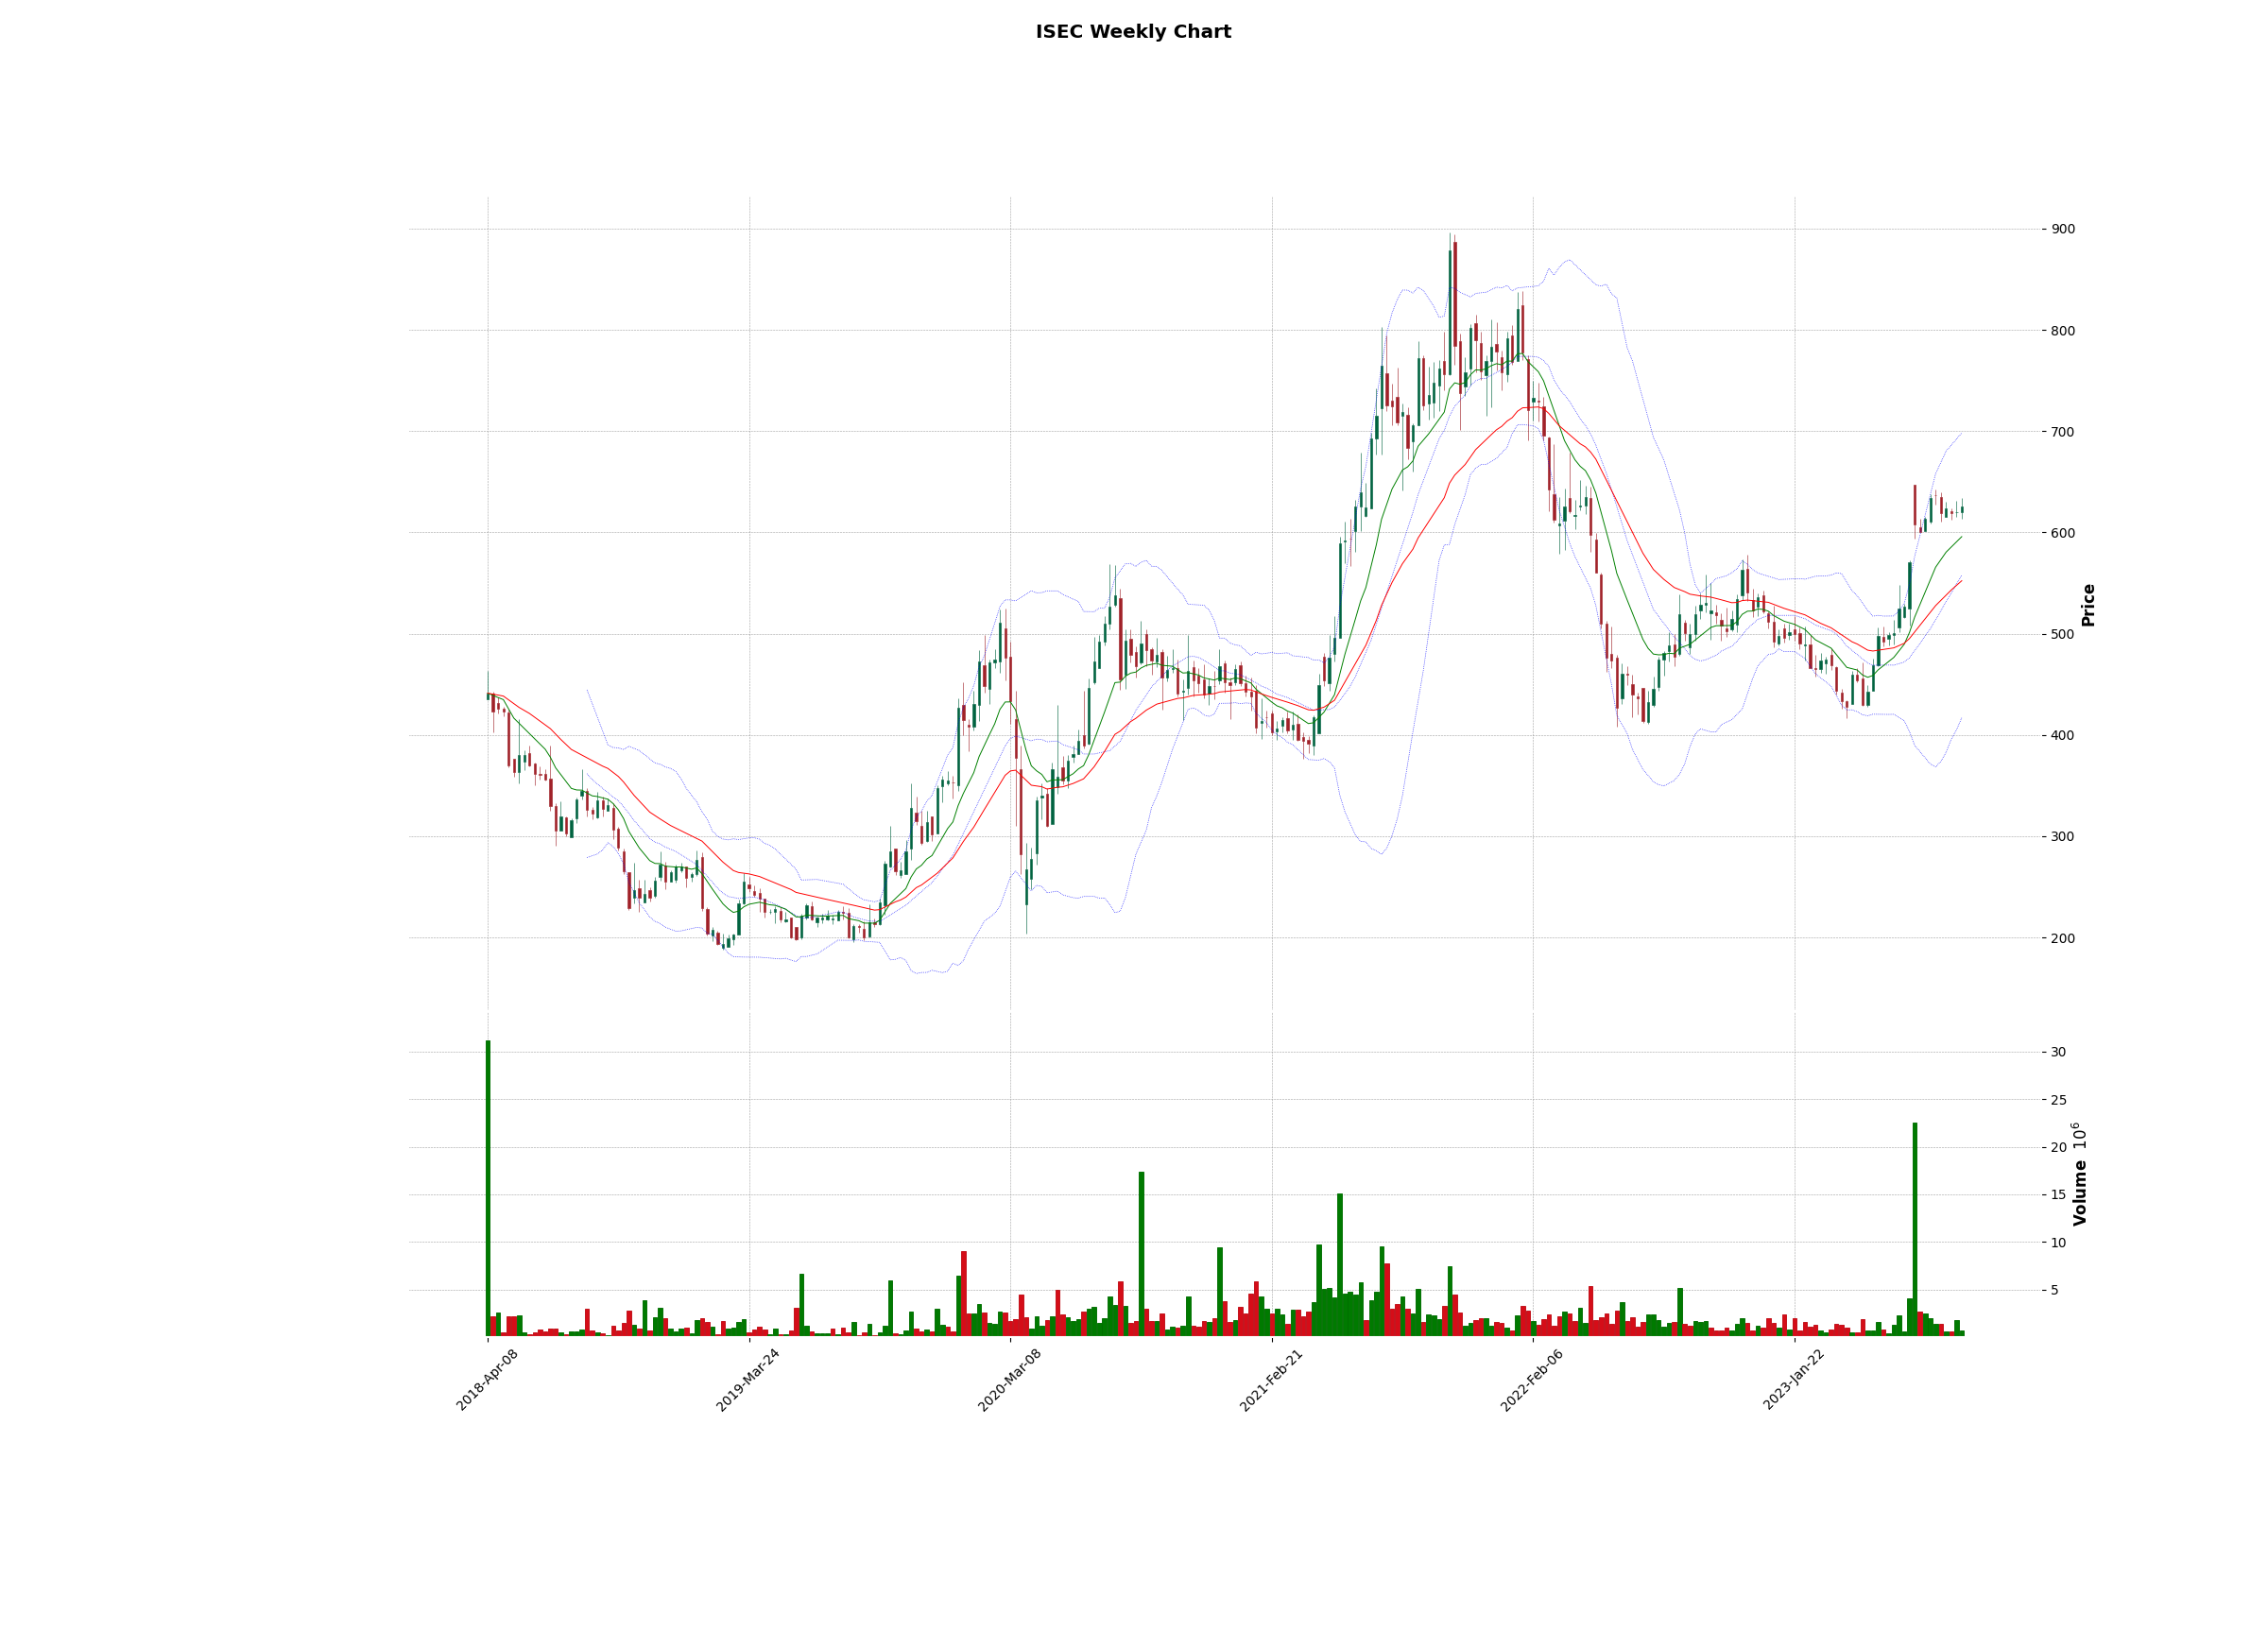 ISEC Weekly Chart
900
800
700
600
500
400
300
200
Price
30
25
20
15
10
5
Volume 10^6
2018-Apr-08
2019-Mar-24
2020-Mar-08
2021-Feb-21
2022-Feb-06
2023-Jan-22